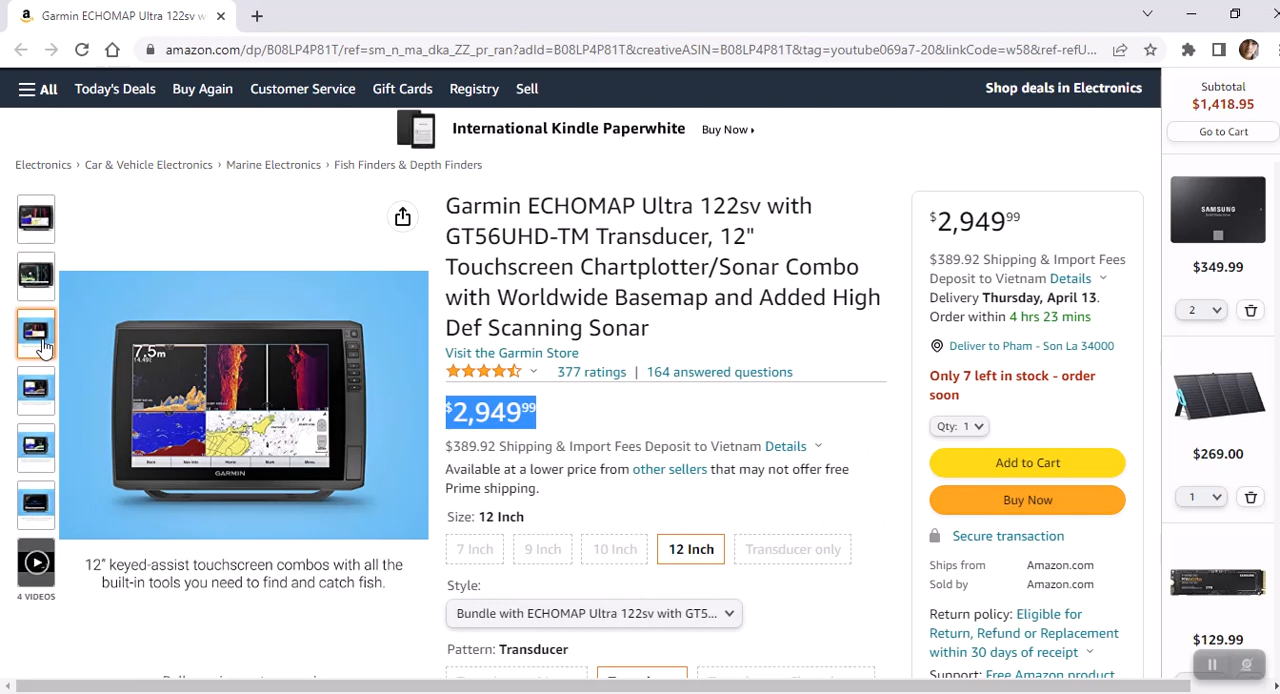 Garmin ECHOMAP Ultra 122sv w
amazon.com/dp/B08LP4P81T/ref=sm_n_ma_dka_ZZ_pr_ran?adId=B08LP4P81T&creativeASIN=B08LP4P81T&tag=youtube069a7-20&linkCode=w58&ref-refU...
All Today's Deals Buy Again Customer Service Gift Cards Registry Sell
Shop deals in Electronics
International Kindle Paperwhite Buy Now
Electronics › Car & Vehicle Electronics › Marine Electronics › Fish Finders & Depth Finders
4 VIDEOS
7.5m
GARMIN
12" keyed-assist touchscreen combos with all the
built-in tools you need to find and catch fish.
Garmin ECHOMAP Ultra 122sv with
GT56UHD-TM Transducer, 12"
Touchscreen Chartplotter/Sonar Combo
with Worldwide Basemap and Added High
Def Scanning Sonar
Visit the Garmin Store
377 ratings | 164 answered questions
$2,949.99
$389.92 Shipping & Import Fees Deposit to Vietnam Details
Available at a lower price from other sellers that may not offer free
Prime shipping.
Size: 12 Inch
7 Inch 9 Inch 10 Inch 12 Inch Transducer only
Style:
Bundle with ECHOMAP Ultra 122sv with GT5...
Pattern: Transducer
$2,949.99
$389.92 Shipping & Import Fees
Deposit to Vietnam Details
Delivery Thursday, April 13.
Order within 4 hrs 23 mins
Deliver to Pham - Son La 34000
Only 7 left in stock - order
soon
Qty: 1
Add to Cart
Buy Now
Secure transaction
Ships from Amazon.com
Sold by Amazon.com
Return policy: Eligible for
Return, Refund or Replacement
within 30 days of receipt
Support: Free Amazon product
Subtotal
$1,418.95
Go to Cart
SAMSUNG
$349.99
2
$269.00
1
$129.99